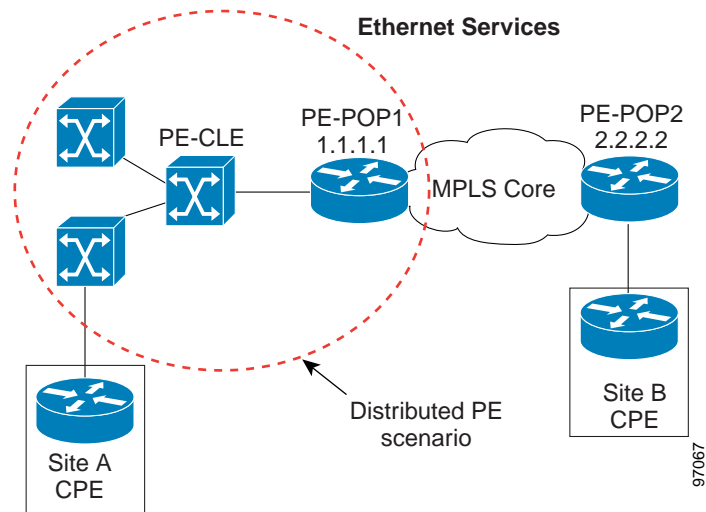 Ethernet Services
PE-CLE
PE-POP1
1.1.1.1
PE-POP2
2.2.2.2
MPLS Core
Distributed PE
scenario
Site A
CPE
Site B
CPE
97067